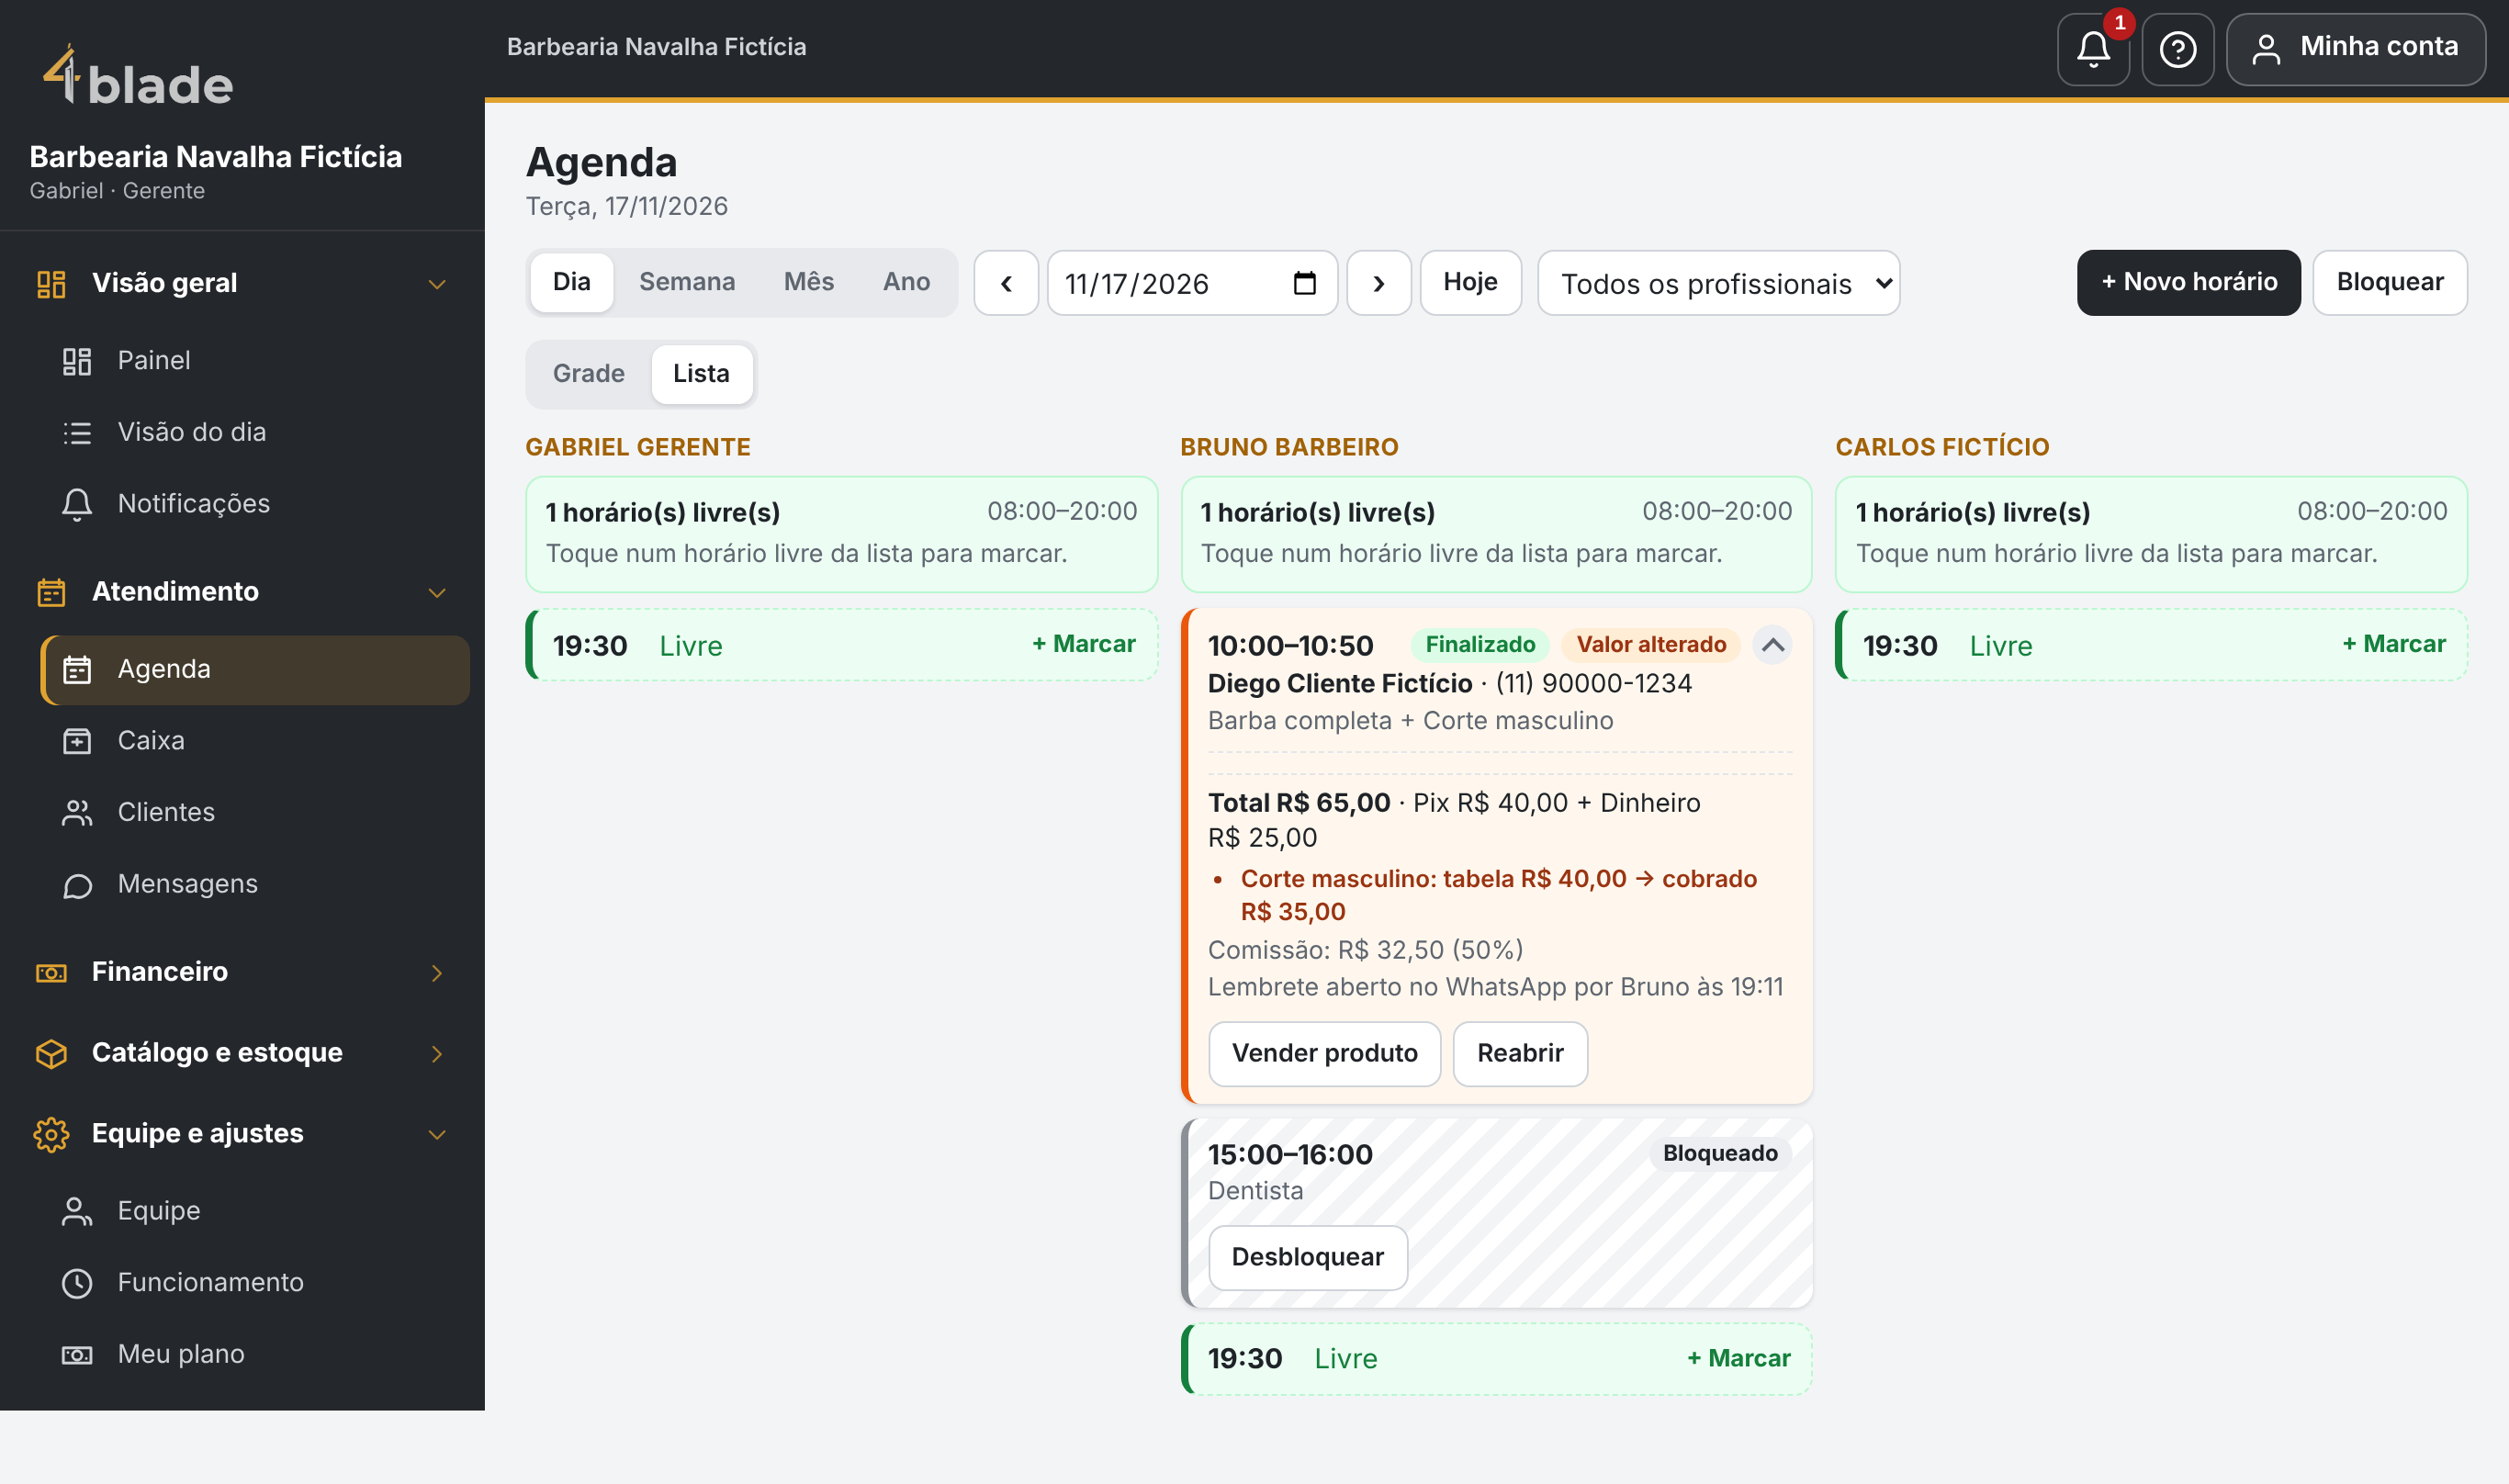 4blade
Barbearia Navalha Fictícia
Gabriel · Gerente
Visão geral
Painel
Visão do dia
Notificações
Atendimento
Agenda
Caixa
Clientes
Mensagens
Financeiro
Catálogo e estoque
Equipe e ajustes
Equipe
Funcionamento
Meu plano
Barbearia Navalha Fictícia
1
Minha conta
Agenda
Terça, 17/11/2026
Dia Semana Mês Ano
11/17/2026
Hoje
Todos os profissionais
+ Novo horário
Bloquear
Grade Lista
GABRIEL GERENTE
1 horário(s) livre(s) 08:00–20:00
Toque num horário livre da lista para marcar.
19:30 Livre + Marcar
BRUNO BARBEIRO
1 horário(s) livre(s) 08:00–20:00
Toque num horário livre da lista para marcar.
10:00–10:50 Finalizado Valor alterado
Diego Cliente Fictício · (11) 90000-1234
Barba completa + Corte masculino
Total R$ 65,00 · Pix R$ 40,00 + Dinheiro
R$ 25,00
• Corte masculino: tabela R$ 40,00 → cobrado
R$ 35,00
Comissão: R$ 32,50 (50%)
Lembrete aberto no WhatsApp por Bruno às 19:11
Vender produto Reabrir
15:00–16:00 Bloqueado
Dentista
Desbloquear
19:30 Livre + Marcar
CARLOS FICTÍCIO
1 horário(s) livre(s) 08:00–20:00
Toque num horário livre da lista para marcar.
19:30 Livre + Marcar